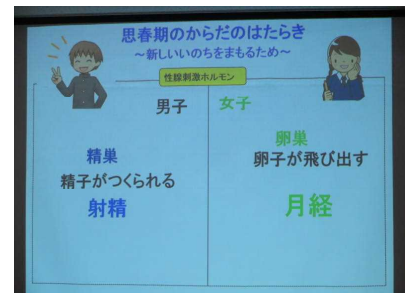 思春期のからだのはたらき
~新しいいのちをまもるため~
性線刺激ホルモン
男子
女子
精巣
精子がつくられる
射精
卵巣
卵子が飛び出す
月経